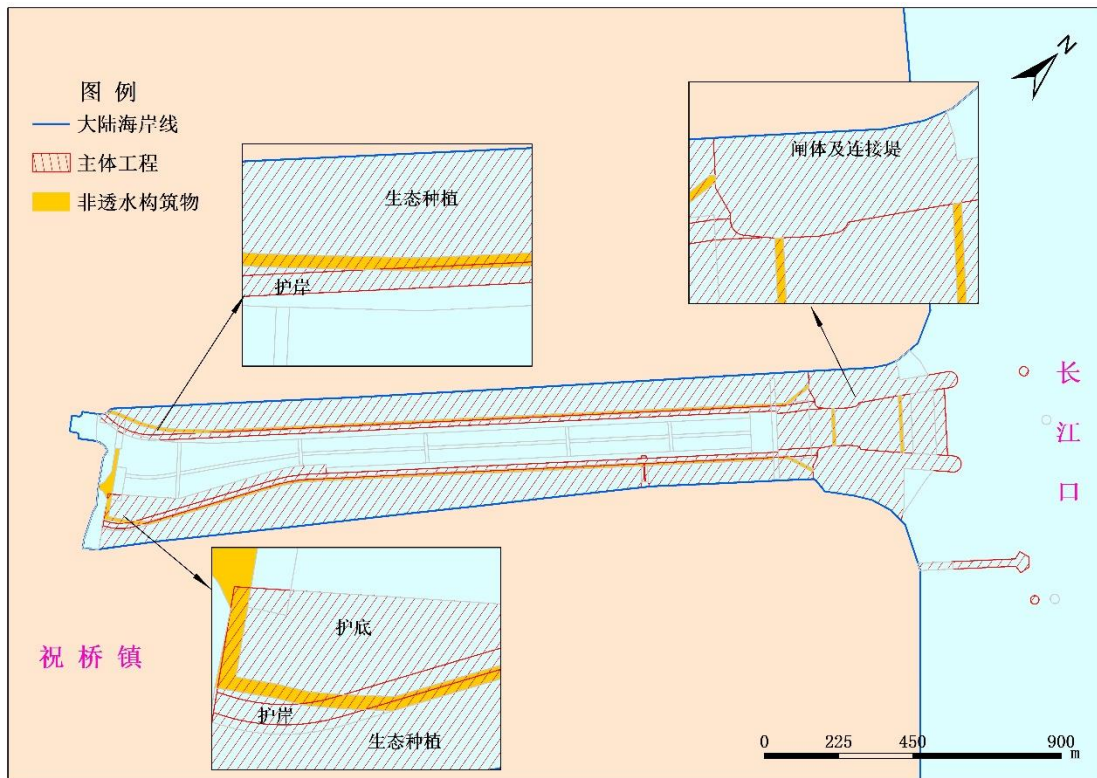 图 例
大陆海岸线
主体工程
非透水构筑物
N
生态种植
护岸
闸体及连接堤
长
江
口
护底
护岸
生态种植
祝 桥 镇
0 225 450 900
m